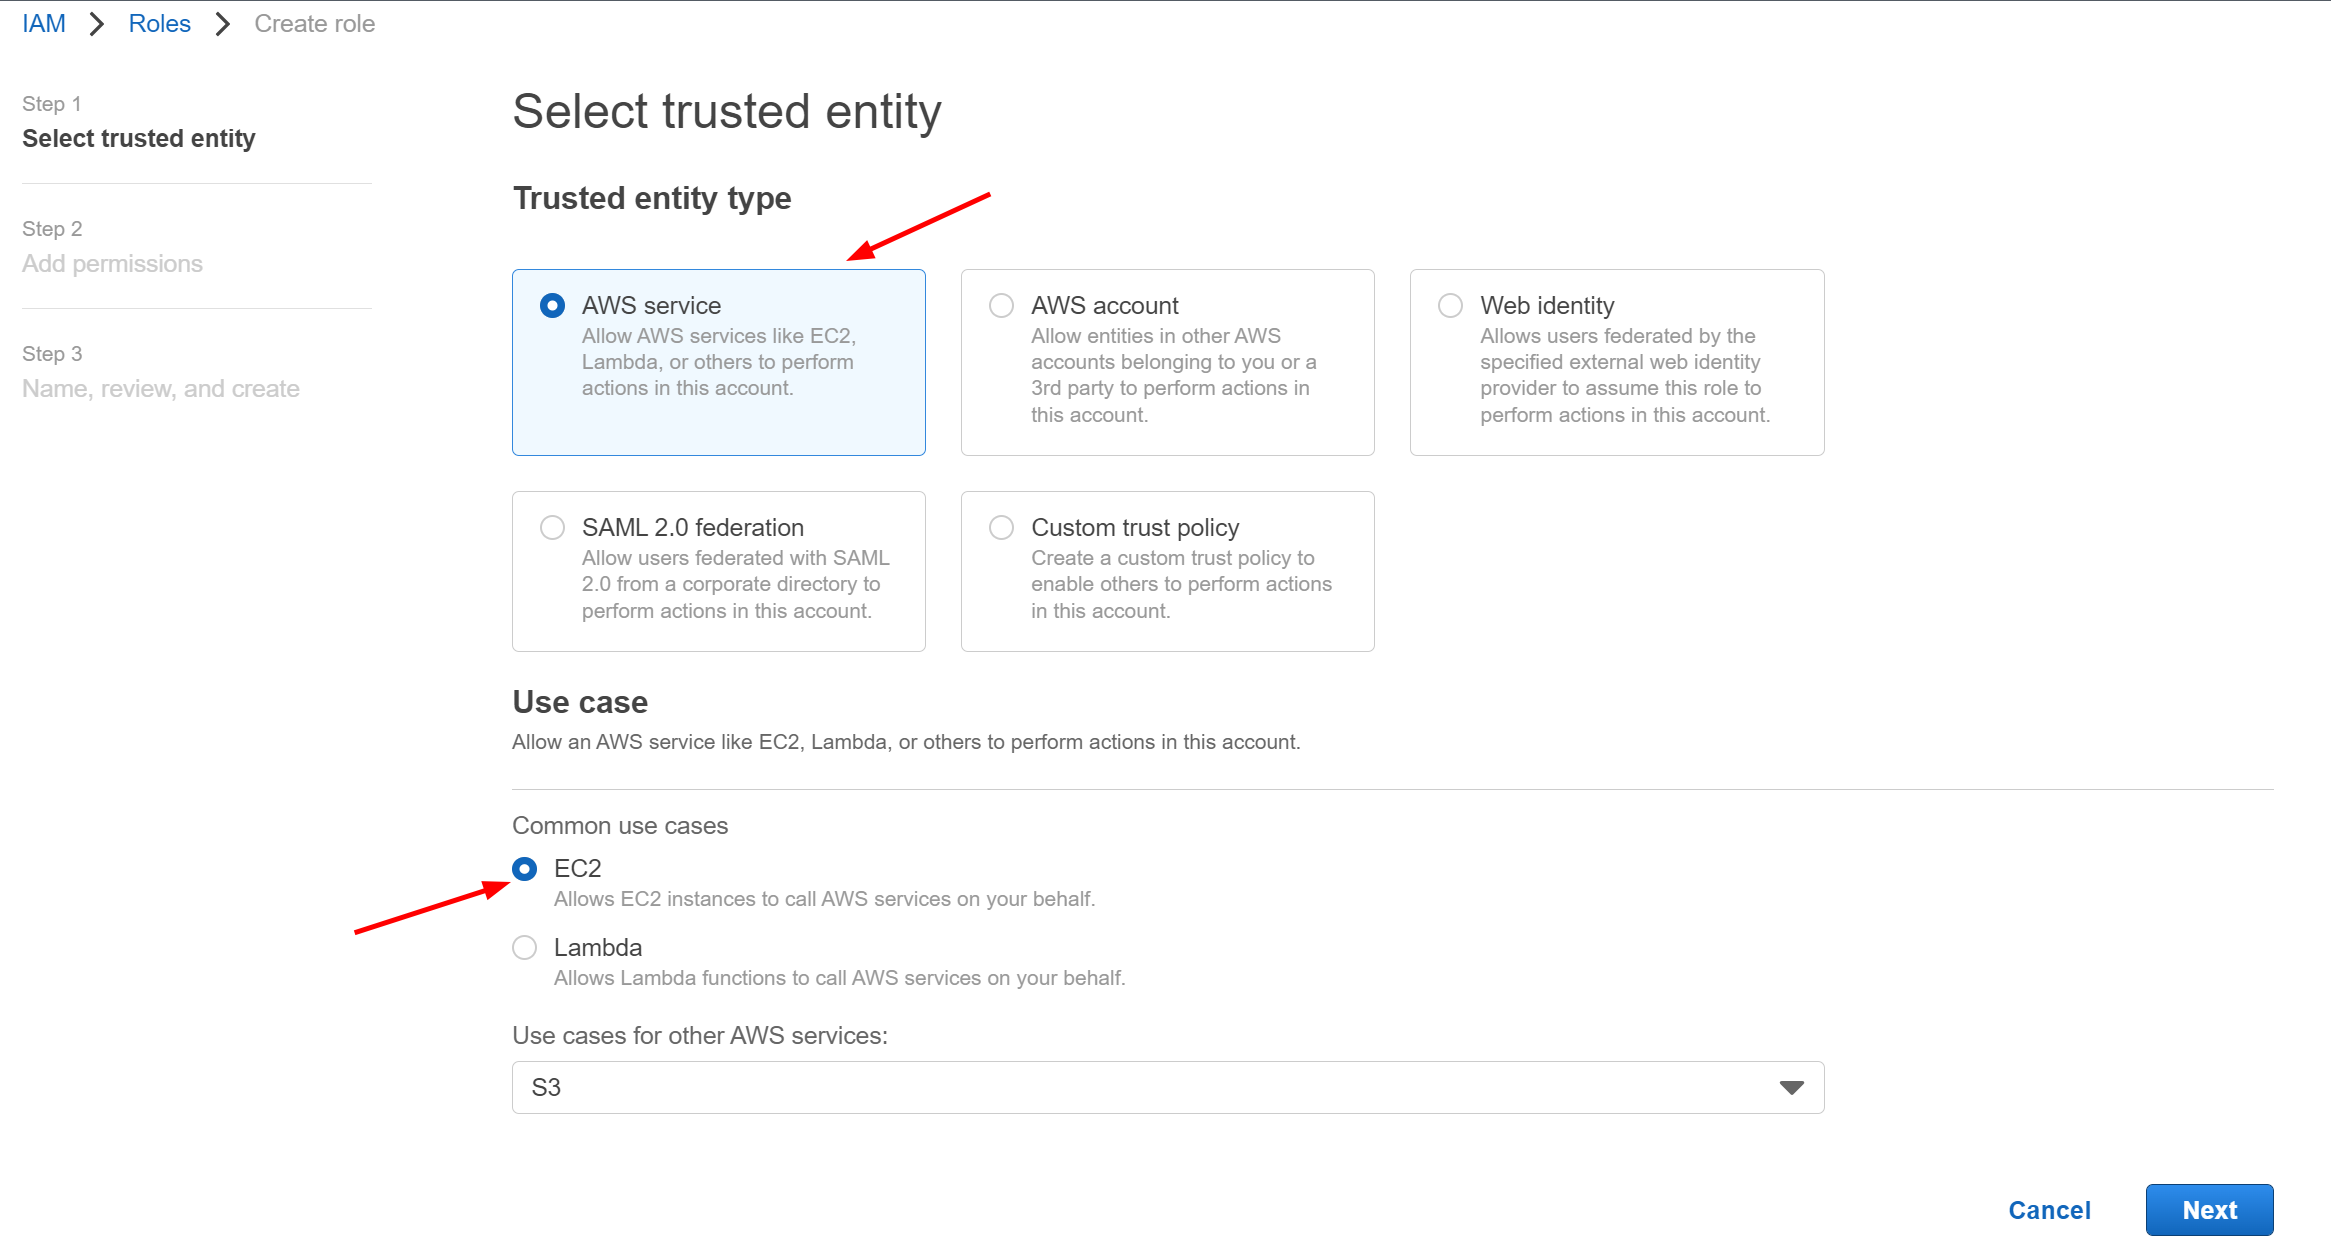 IAM > Roles > Create role
Step 1
Select trusted entity
Step 2
Add permissions
Step 3
Name, review, and create
Select trusted entity
Trusted entity type
AWS service
Allow AWS services like EC2,
Lambda, or others to perform
actions in this account.
AWS account
Allow entities in other AWS
accounts belonging to you or a
3rd party to perform actions in
this account.
Web identity
Allows users federated by the
specified external web identity
provider to assume this role to
perform actions in this account.
SAML 2.0 federation
Allow users federated with SAML
2.0 from a corporate directory to
perform actions in this account.
Custom trust policy
Create a custom trust policy to
enable others to perform actions
in this account.
Use case
Allow an AWS service like EC2, Lambda, or others to perform actions in this account.
Common use cases
EC2
Allows EC2 instances to call AWS services on your behalf.
Lambda
Allows Lambda functions to call AWS services on your behalf.
Use cases for other AWS services:
S3
Cancel
Next